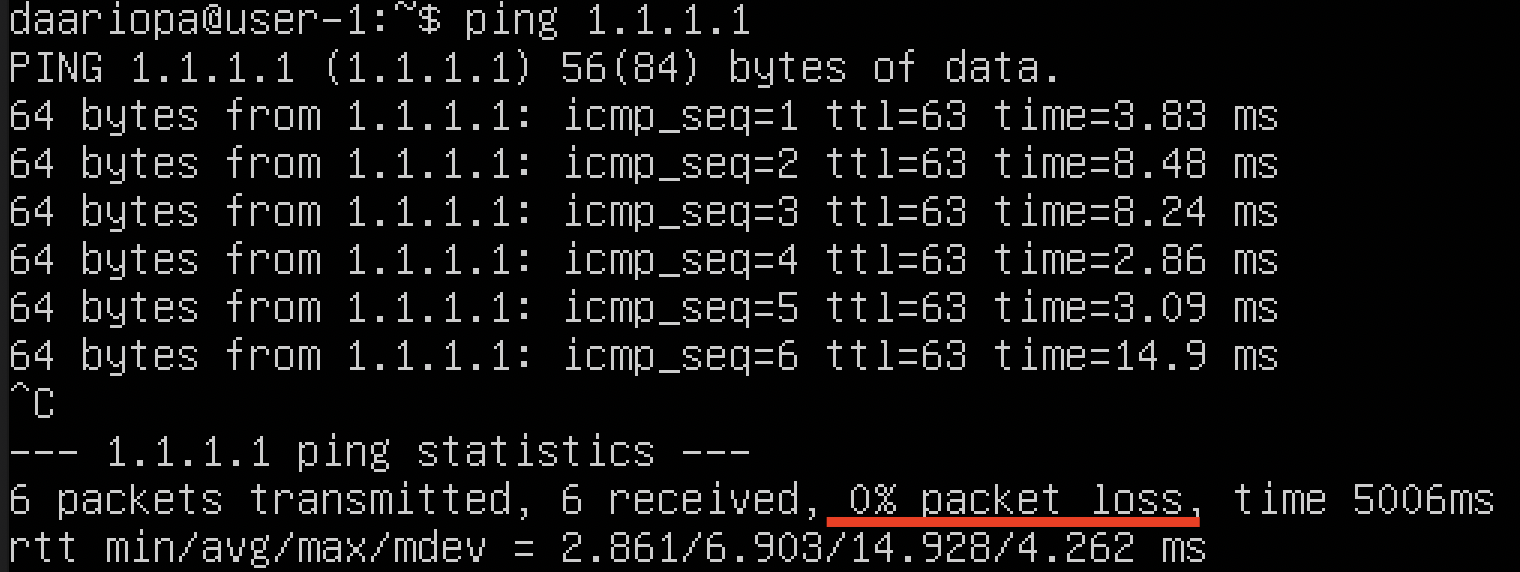 daariopa@user-1:~$ ping 1.1.1.1
PING 1.1.1.1 (1.1.1.1) 56(84) bytes of data.
64 bytes from 1.1.1.1: icmp_seq=1 ttl=63 time=3.83 ms
64 bytes from 1.1.1.1: icmp_seq=2 ttl=63 time=8.48 ms
64 bytes from 1.1.1.1: icmp_seq=3 ttl=63 time=8.24 ms
64 bytes from 1.1.1.1: icmp_seq=4 ttl=63 time=2.86 ms
64 bytes from 1.1.1.1: icmp_seq=5 ttl=63 time=3.09 ms
64 bytes from 1.1.1.1: icmp_seq=6 ttl=63 time=14.9 ms
^C
--- 1.1.1.1 ping statistics ---
6 packets transmitted, 6 received, 0% packet loss, time 5006ms
rtt min/avg/max/mdev = 2.861/6.903/14.928/4.262 ms